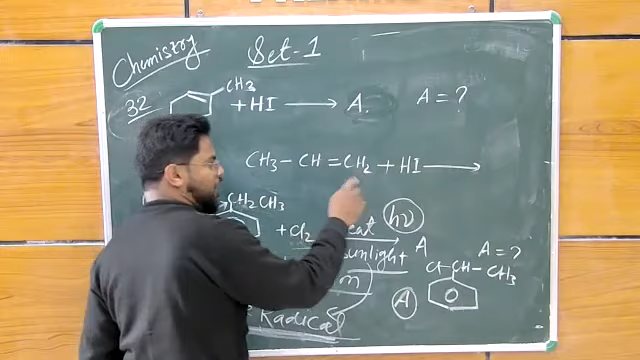 Chemistry Set-1
32 CH3 + HI → A. A = ?
CH3 - CH = CH2 + HI →
CH2 CH3 + Cl2 hν A A = ?
sunlight
Cl - CH - CH3
A
Radical